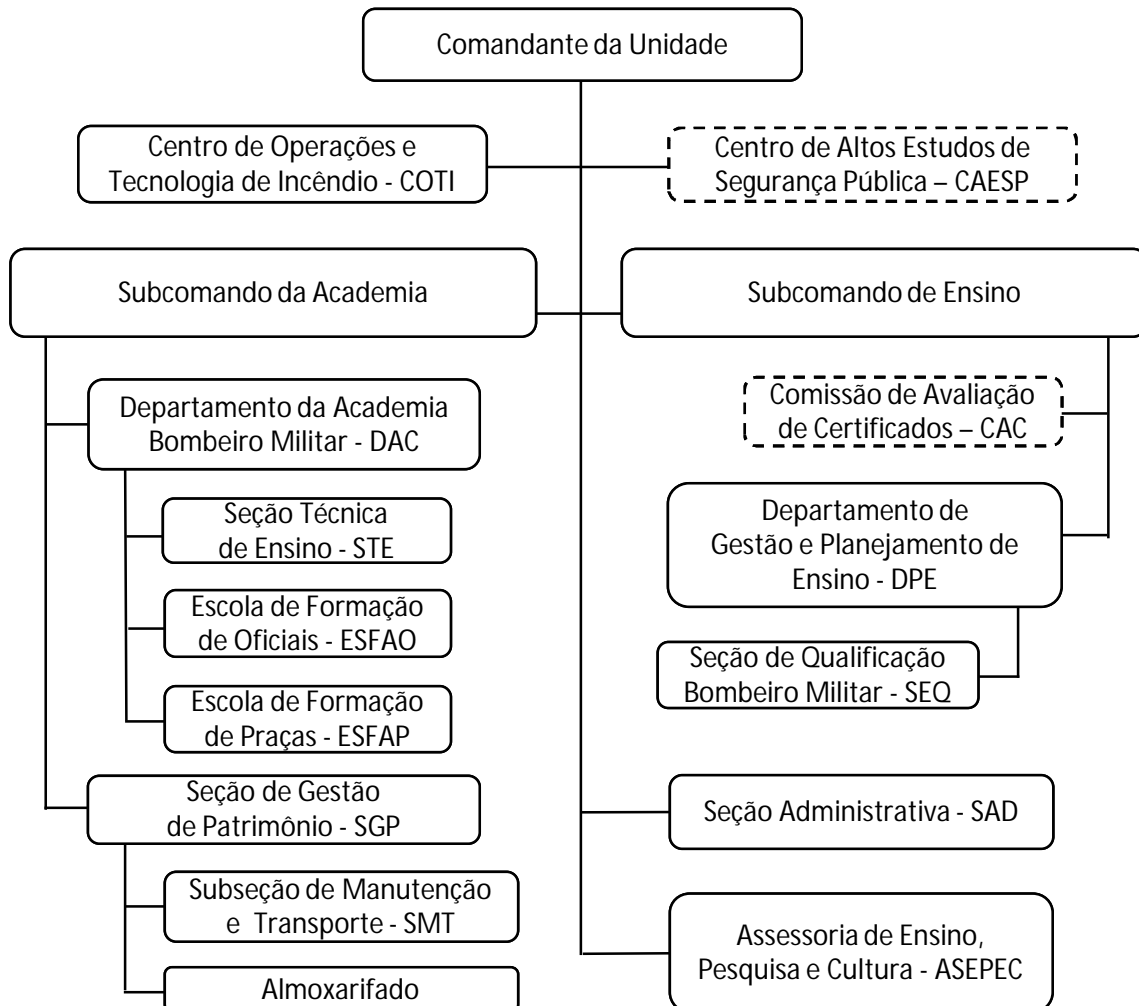 Comandante da Unidade
Centro de Operações e
Tecnologia de Incêndio - COTI
Centro de Altos Estudos de
Segurança Pública – CAESP
Subcomando da Academia
Subcomando de Ensino
Departamento da Academia
Bombeiro Militar - DAC
Comissão de Avaliação
de Certificados – CAC
Seção Técnica
de Ensino - STE
Departamento de
Gestão e Planejamento de
Ensino - DPE
Escola de Formação
de Oficiais - ESFAO
Seção de Qualificação
Bombeiro Militar - SEQ
Escola de Formação
de Praças - ESFAP
Seção de Gestão
de Patrimônio - SGP
Seção Administrativa - SAD
Subseção de Manutenção
e Transporte - SMT
Assessoria de Ensino,
Pesquisa e Cultura - ASEPEC
Almoxarifado